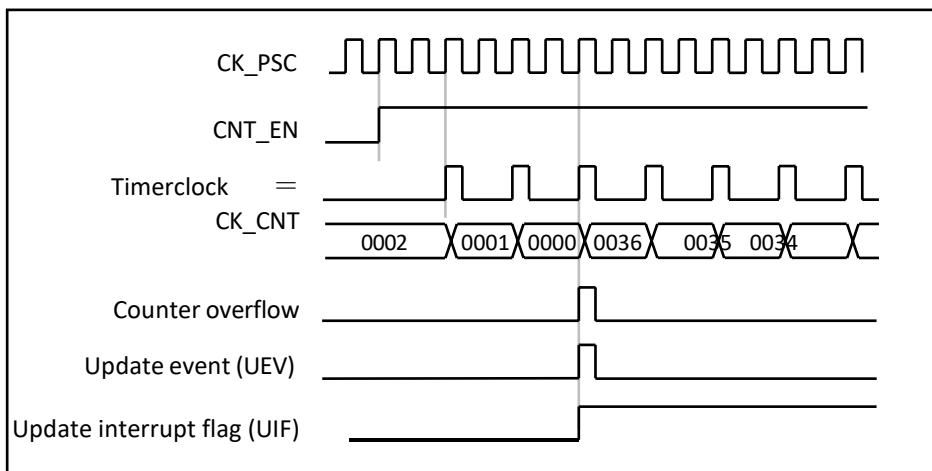 CK_PSC
CNT_EN
Timerclock =
CK_CNT
0002 0001 0000 0036 0035 0034
Counter overflow
Update event (UEV)
Update interrupt flag (UIF)